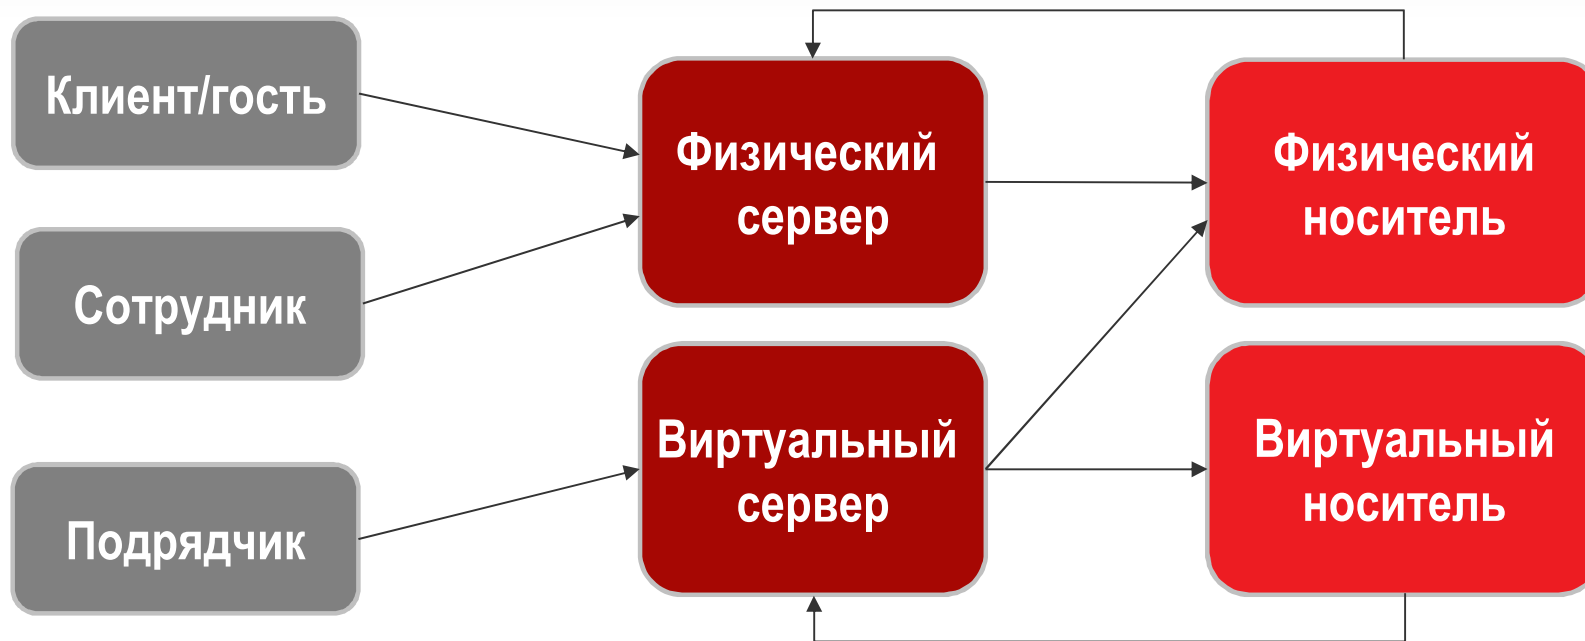 Клиент/гость
Сотрудник
Подрядчик
Физический
сервер
Виртуальный
сервер
Физический
носитель
Виртуальный
носитель